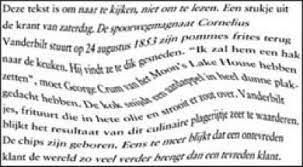 Deze tekst is om naar te kijken, niet om te lezen. Een stukje uit
de krant van zaterdag. De spoorwegmagnaat Cornelius
Vanderbilt stuurt op 24 augustus 1853 zijn pommes frites terug
naar de keuken. Hij vindt ze te dik gesneden. “Ik zal hem een hak
zetten”, moet George Crum van het Moon's Lake House hebben
gedacht hebben. De kok snijdt een aardappel in heel dunne plak-
jes, frituurt die in hete olie en strooit er zout over. Vanderbilt
blijkt het resultaat van dit culinaire plagerijtje zeer te waarderen.
De chips zijn geboren. Eens te meer blijkt dat een ontevreden
klant de wereld zo veel verder brengt dan een tevreden klant.